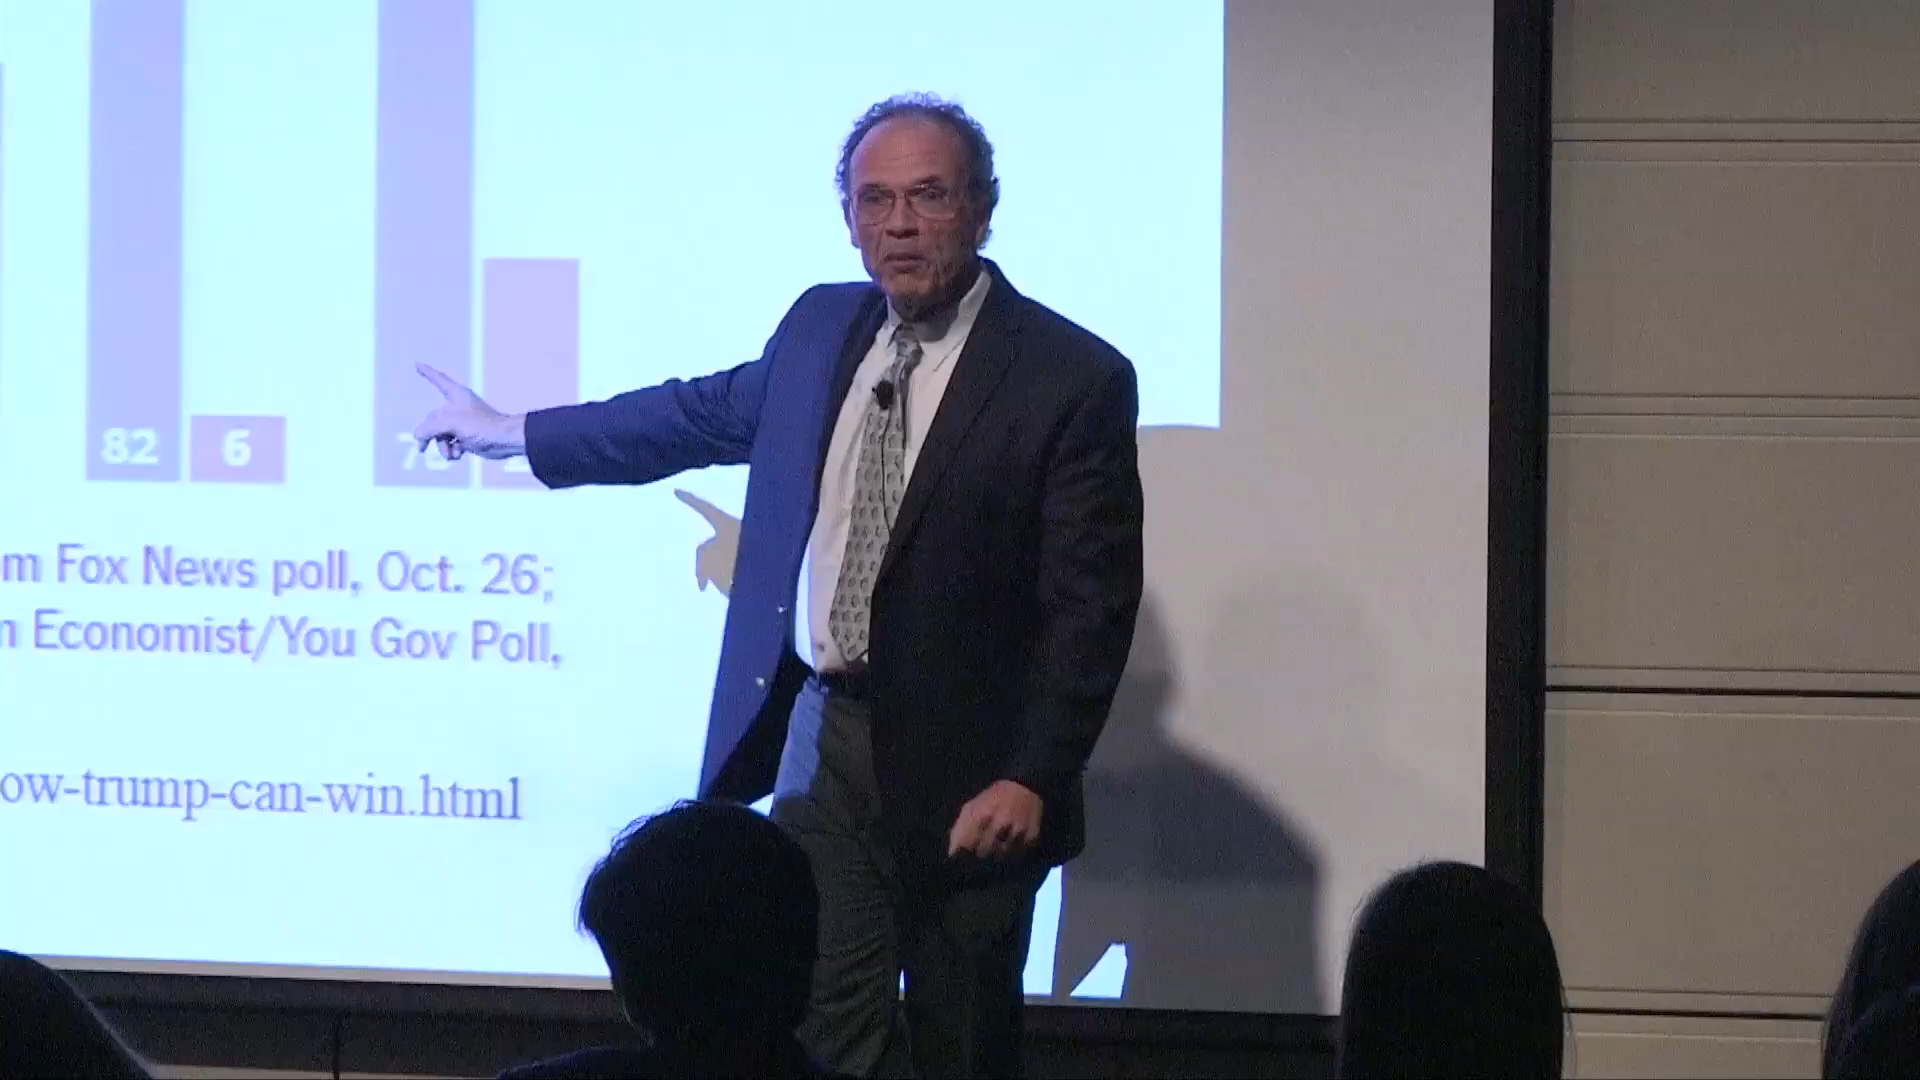 82 6
m Fox News poll, Oct. 26;
n Economist/You Gov Poll,
ow-trump-can-win.html